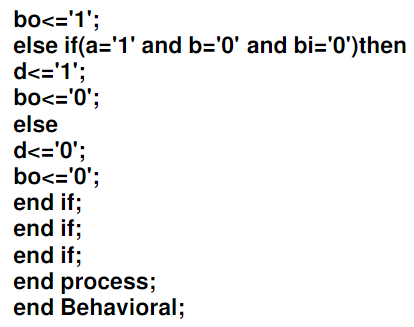 bo<='1';
else if(a='1' and b='0' and bi='0')then
d<='1';
bo<='0';
else
d<='0';
bo<='0';
end if;
end if;
end if;
end process;
end Behavioral;